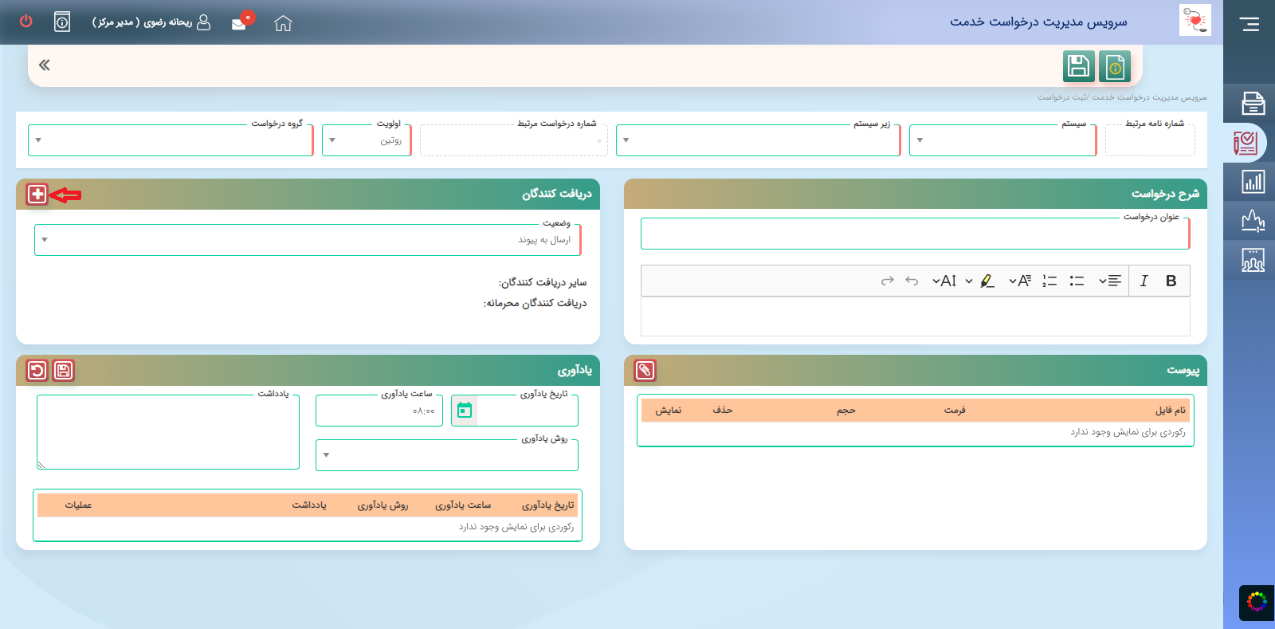 سرویس مدیریت درخواست خدمت
ریحانه رضوی ( مدیر مرکز )
سرویس مدیریت درخواست خدمت /ثبت درخواست
شماره نامه مرتبط
سیستم
زیر سیستم
شماره درخواست مرتبط
۰
اولویت
روتین
گروه درخواست
شرح درخواست
عنوان درخواست
B I
دریافت کنندگان
وضعیت
ارسال به پیوند
سایر دریافت کنندگان:
دریافت کنندگان محرمانه:
پیوست
نام فایل فرمت حجم حذف نمایش
رکوردی برای نمایش وجود ندارد
یادآوری
تاریخ یادآوری
ساعت یادآوری
۰۸:۰۰
یادداشت
روش یادآوری
تاریخ یادآوری ساعت یادآوری روش یادآوری یادداشت عملیات
رکوردی برای نمایش وجود ندارد